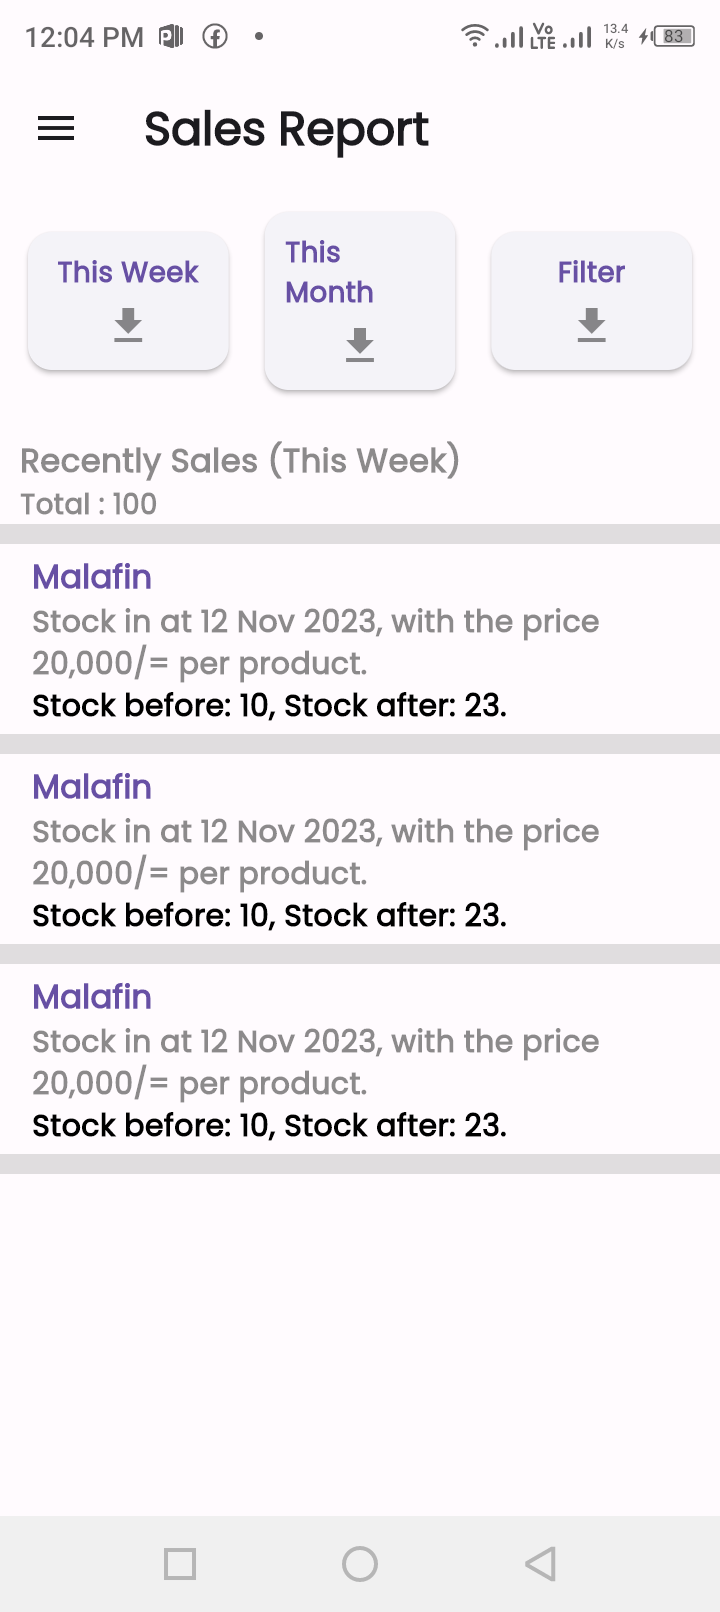 12:04 PM
Vo
LTE
13.4
K/s
83
Sales Report
This Week
This
Month
Filter
Recently Sales (This Week)
Total : 100
Malafin
Stock in at 12 Nov 2023, with the price
20,000/= per product.
Stock before: 10, Stock after: 23.
Malafin
Stock in at 12 Nov 2023, with the price
20,000/= per product.
Stock before: 10, Stock after: 23.
Malafin
Stock in at 12 Nov 2023, with the price
20,000/= per product.
Stock before: 10, Stock after: 23.